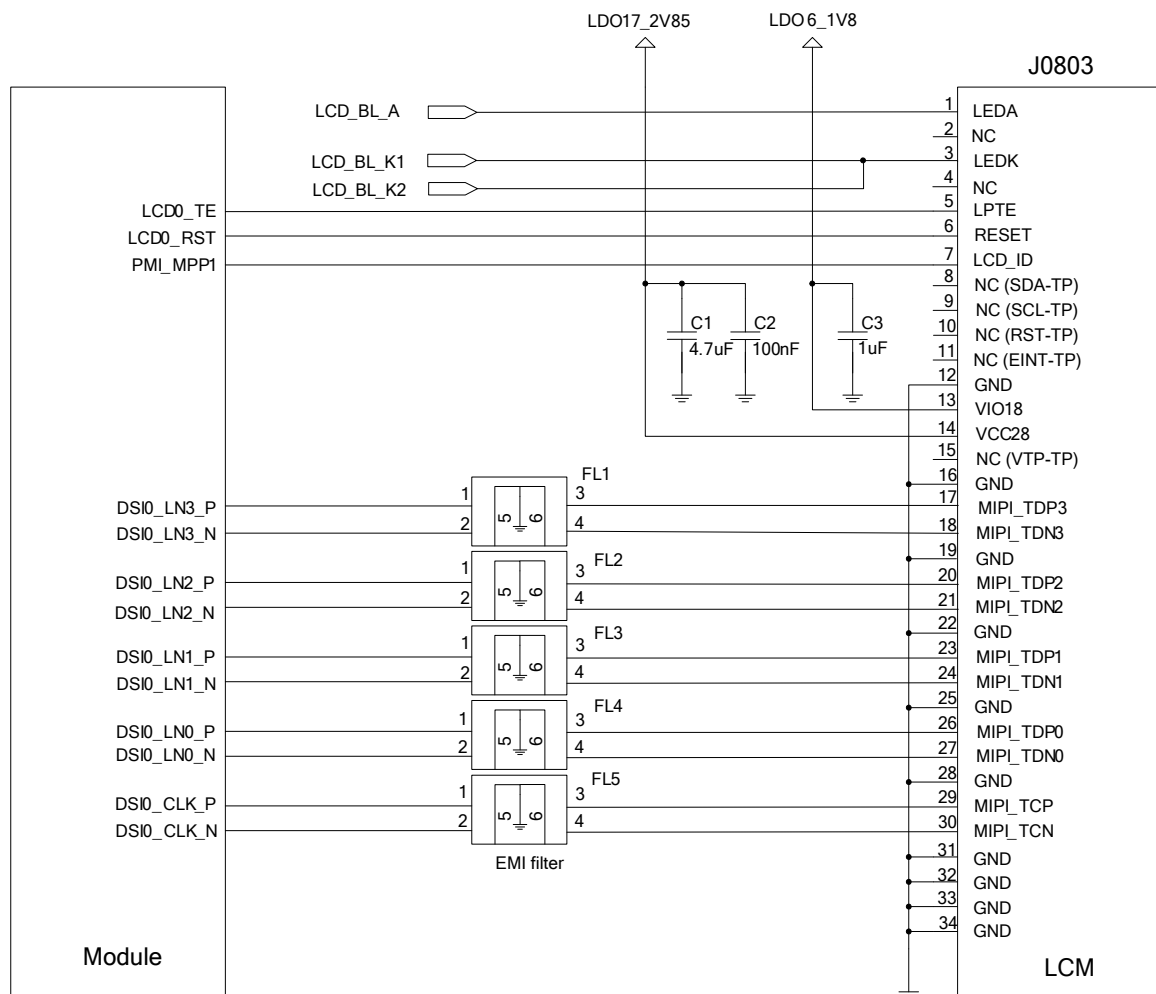 LDO17_2V85
LDO6_1V8
J0803
LCD_BL_A
1
LEDA
2
NC
LCD_BL_K1
3
LEDK
LCD_BL_K2
4
NC
LCD0_TE
5
LPTE
LCD0_RST
6
RESET
PMI_MPP1
7
LCD_ID
8
NC (SDA-TP)
9
NC (SCL-TP)
10
NC (RST-TP)
11
NC (EINT-TP)
C1
4.7uF
C2
100nF
C3
1uF
12
GND
13
VIO18
14
VCC28
15
NC (VTP-TP)
16
GND
FL1
DSI0_LN3_P
1
3
17
MIPI_TDP3
DSI0_LN3_N
2
5
6
4
18
MIPI_TDN3
19
GND
FL2
DSI0_LN2_P
1
3
20
MIPI_TDP2
DSI0_LN2_N
2
5
6
4
21
MIPI_TDN2
22
GND
FL3
DSI0_LN1_P
1
3
23
MIPI_TDP1
DSI0_LN1_N
2
5
6
4
24
MIPI_TDN1
25
GND
FL4
DSI0_LN0_P
1
3
26
MIPI_TDP0
DSI0_LN0_N
2
5
6
4
27
MIPI_TDN0
28
GND
FL5
DSI0_CLK_P
1
3
29
MIPI_TCP
DSI0_CLK_N
2
5
6
4
30
MIPI_TCN
EMI filter
31
GND
32
GND
33
GND
34
GND
Module
LCM